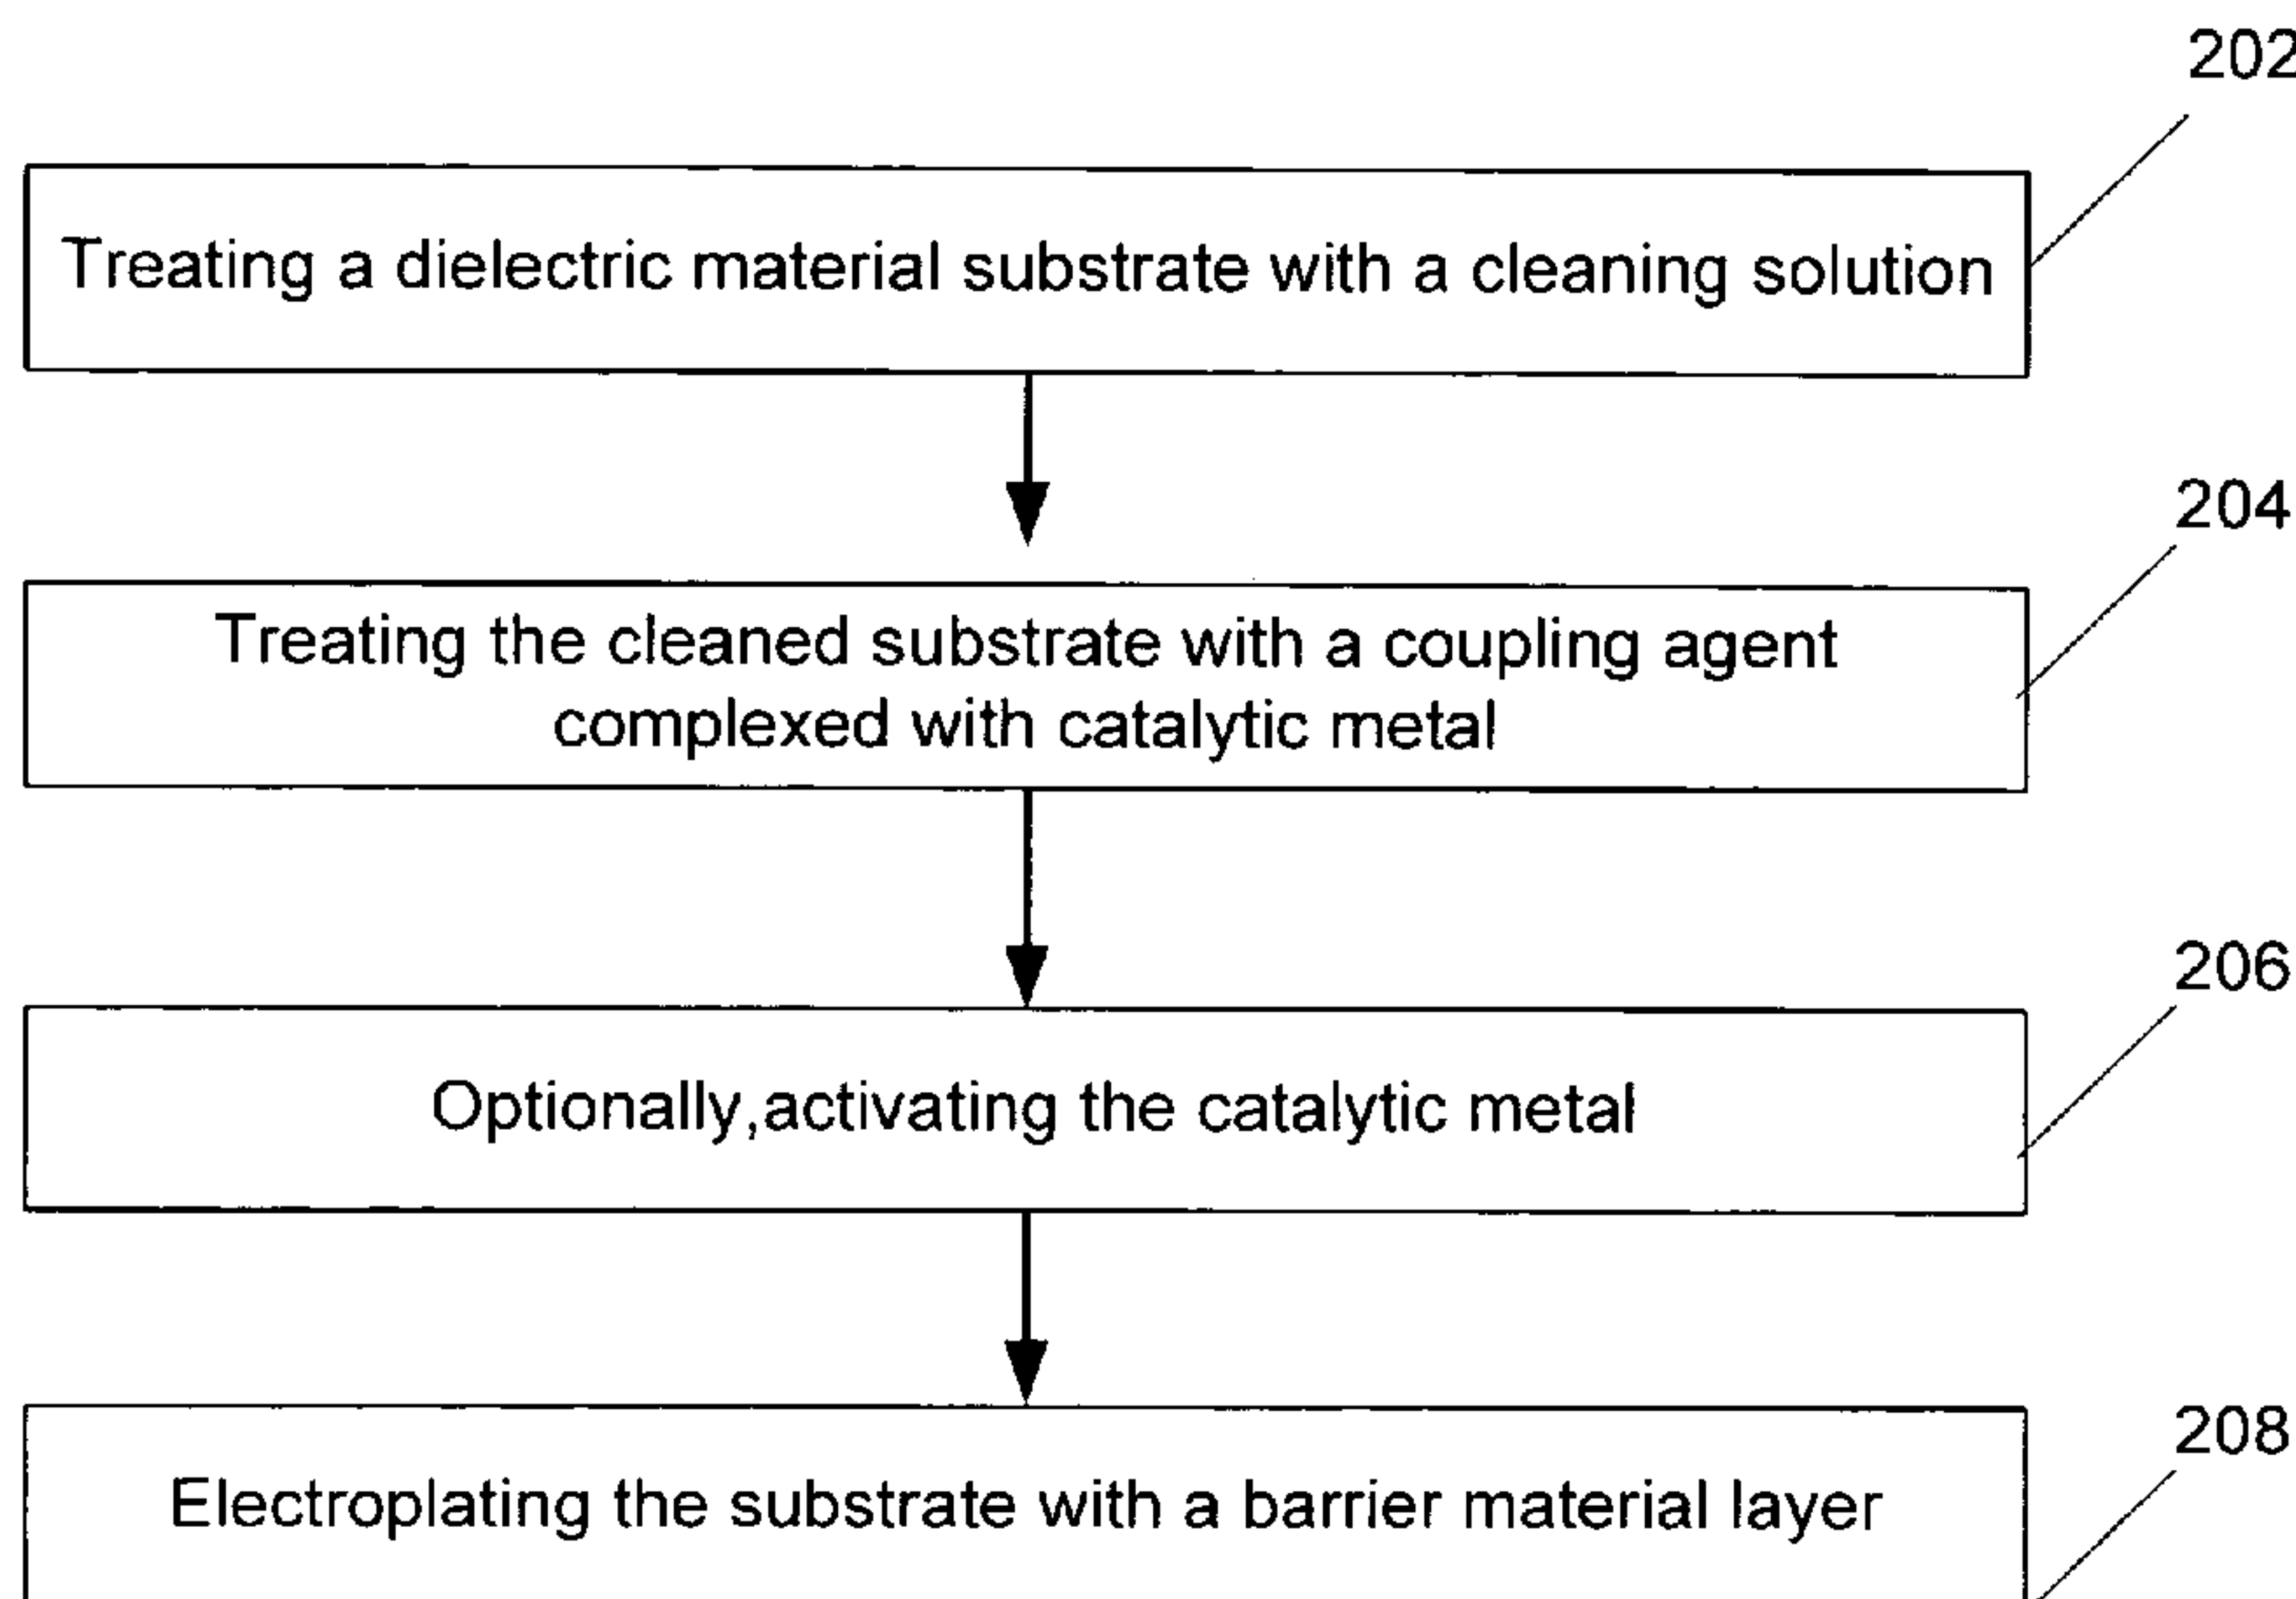 202
Treating a dielectric material substrate with a cleaning solution
204
Treating the cleaned substrate with a coupling agent
complexed with catalytic metal
206
Optionally,activating the catalytic metal
208
Electroplating the substrate with a barrier material layer